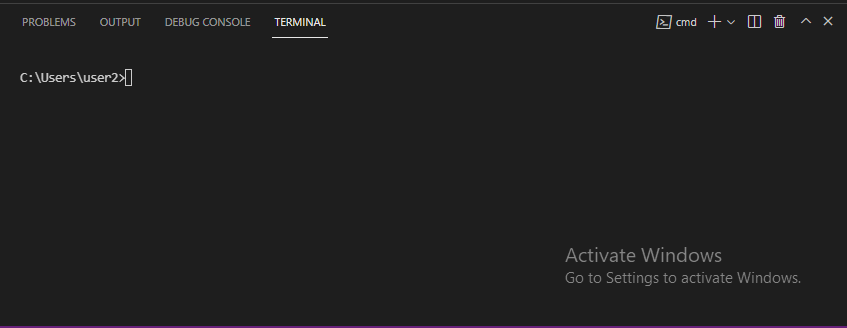 PROBLEMS OUTPUT DEBUG CONSOLE TERMINAL cmd
C:\Users\user2>
Activate Windows
Go to Settings to activate Windows.